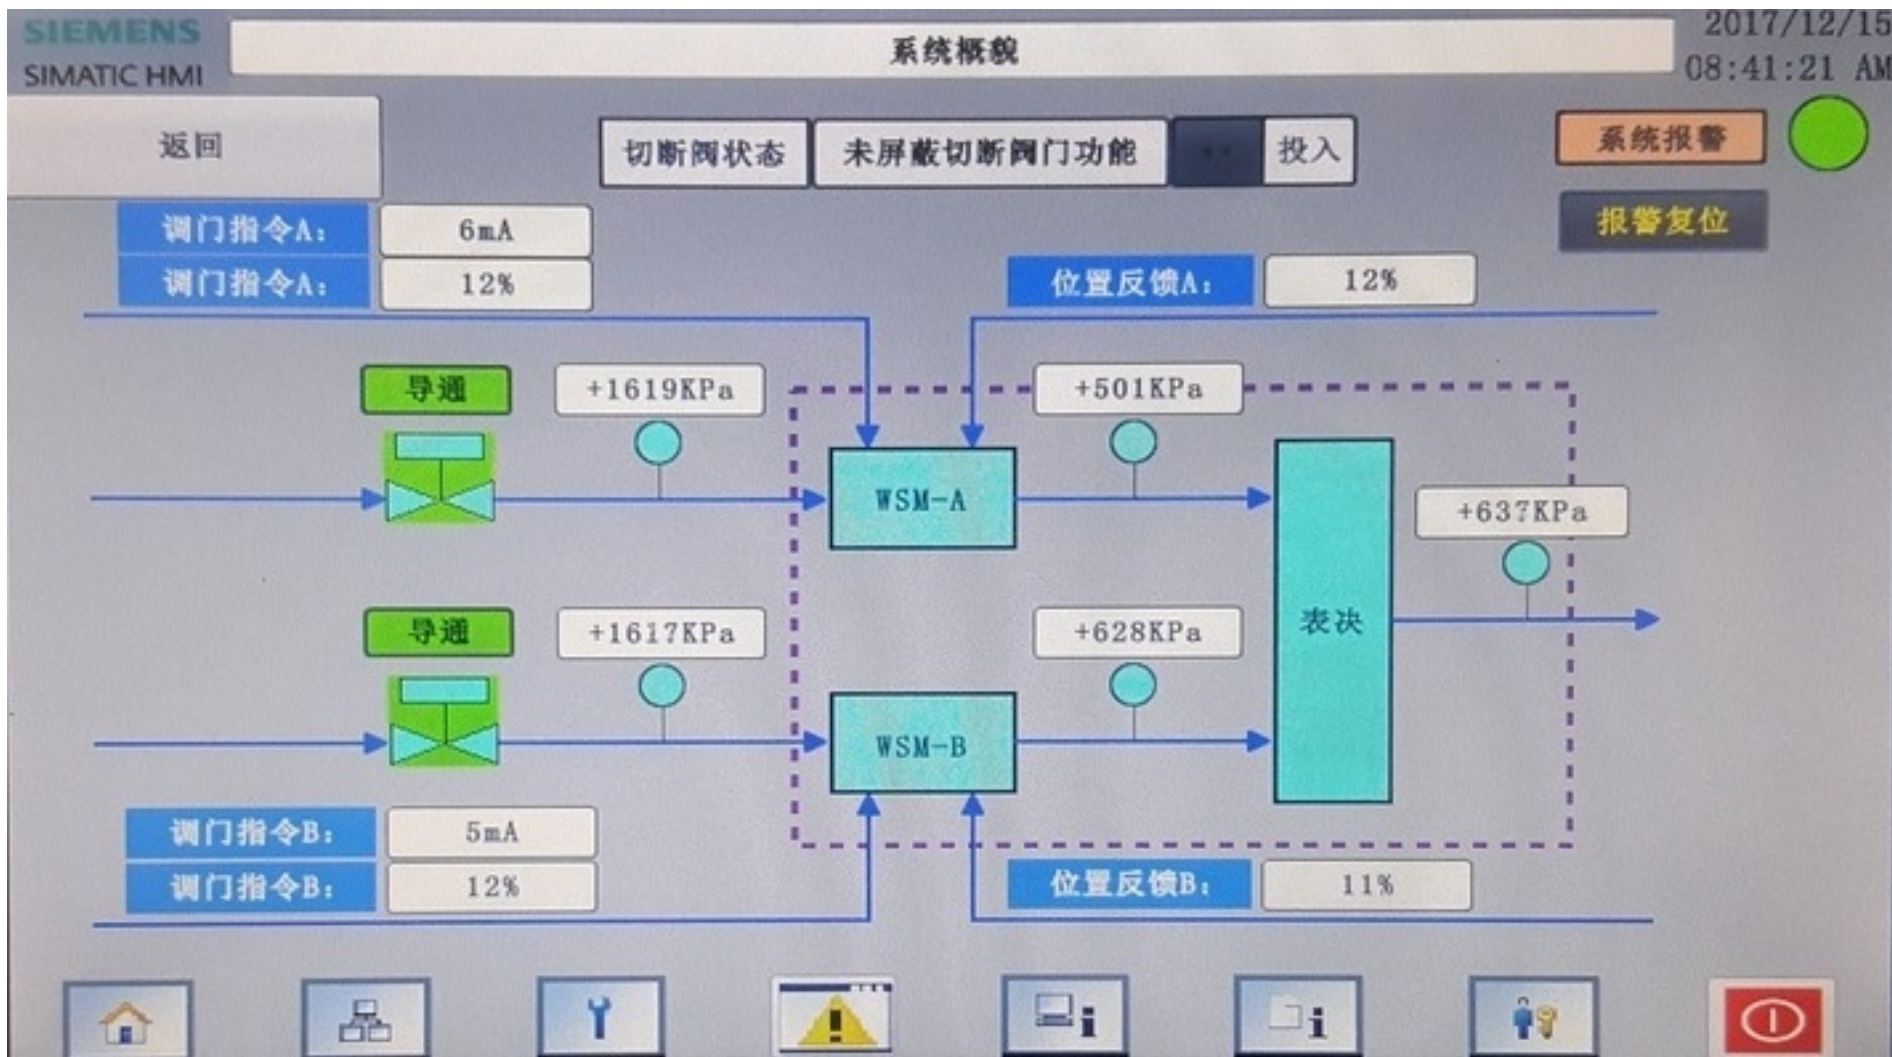 SIEMENS
SIMATIC HMI
系统概貌
2017/12/15
08:41:21 AM
返回
切断阀状态
未屏蔽切断阀门功能
投入
系统报警
报警复位
调门指令A:
6mA
调门指令A:
12%
位置反馈A:
12%
导通
+1619KPa
+501KPa
WSM-A
+637KPa
导通
+1617KPa
+628KPa
表决
WSM-B
调门指令B:
5mA
调门指令B:
12%
位置反馈B:
11%